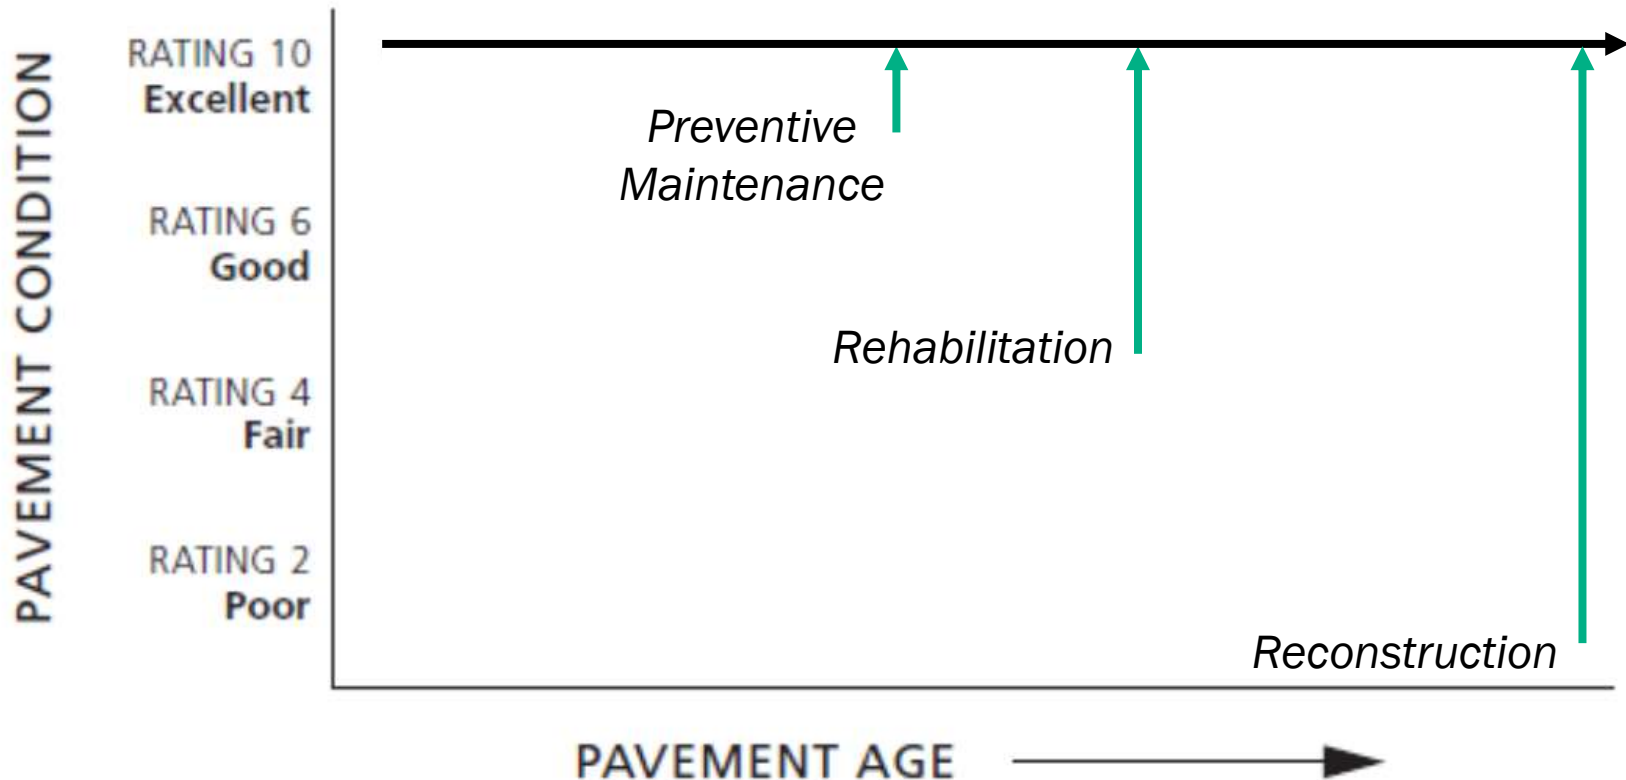 PAVEMENT CONDITION
RATING 10
Excellent
RATING 6
Good
RATING 4
Fair
RATING 2
Poor
Preventive
Maintenance
Rehabilitation
Reconstruction
PAVEMENT AGE